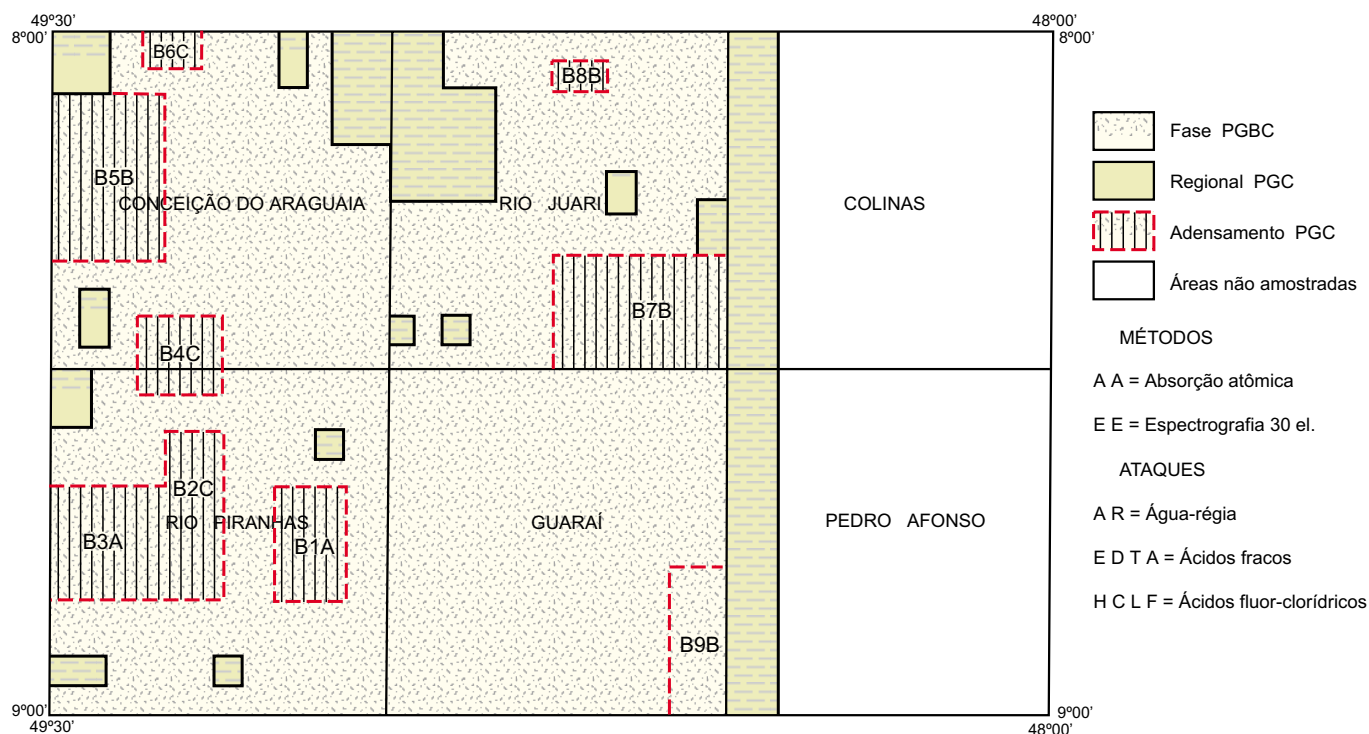 49º30’
48º00’
8º00’
8º00’
B6C
B8B
B5B
CONCEIÇÃO DO ARAGUAIA
RIO JUARI
COLINAS
B7B
B4C
B2C
RIO PIRANHAS
B3A
B1A
GUARAÍ
PEDRO AFONSO
B9B
9º00’
49º30’
9º00’
48º00’
Fase PGBC
Regional PGC
Adensamento PGC
Áreas não amostradas
MÉTODOS
A A = Absorção atômica
E E = Espectrografia 30 el.
ATAQUES
A R = Água-régia
E D T A = Ácidos fracos
H C L F = Ácidos fluor-clorídricos